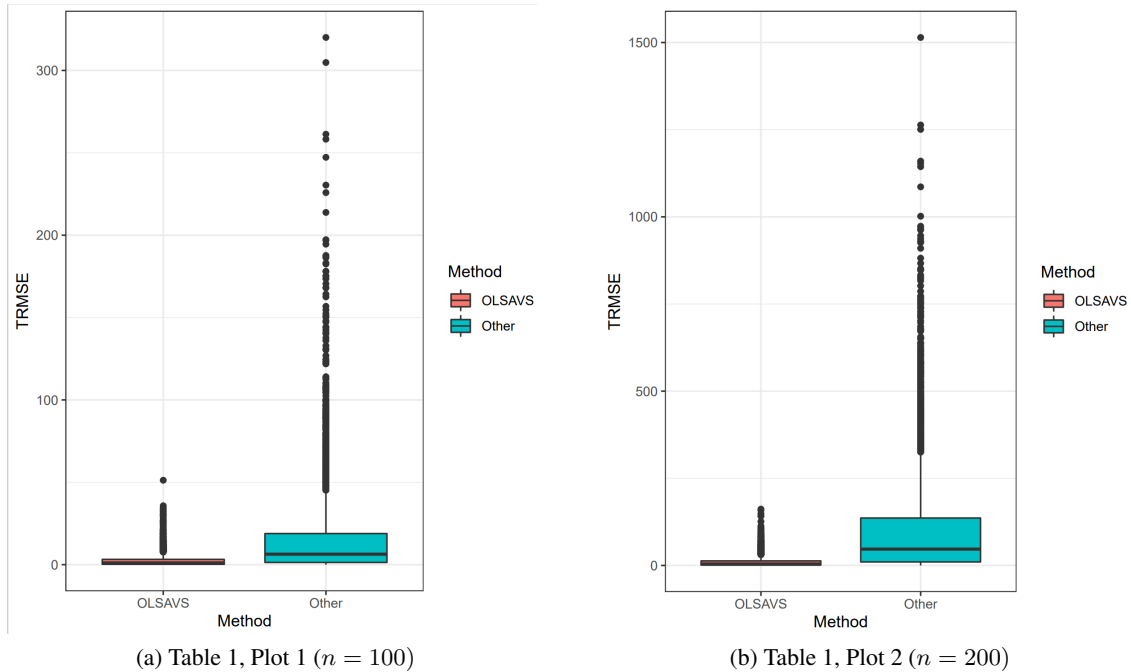 300
200
100
0
TRMSE
OLSAVS
Other
Method
Method
OLSAVS
Other
(a) Table 1, Plot 1 (n = 100)
1500
1000
500
0
TRMSE
OLSAVS
Other
Method
Method
OLSAVS
Other
(b) Table 1, Plot 2 (n = 200)